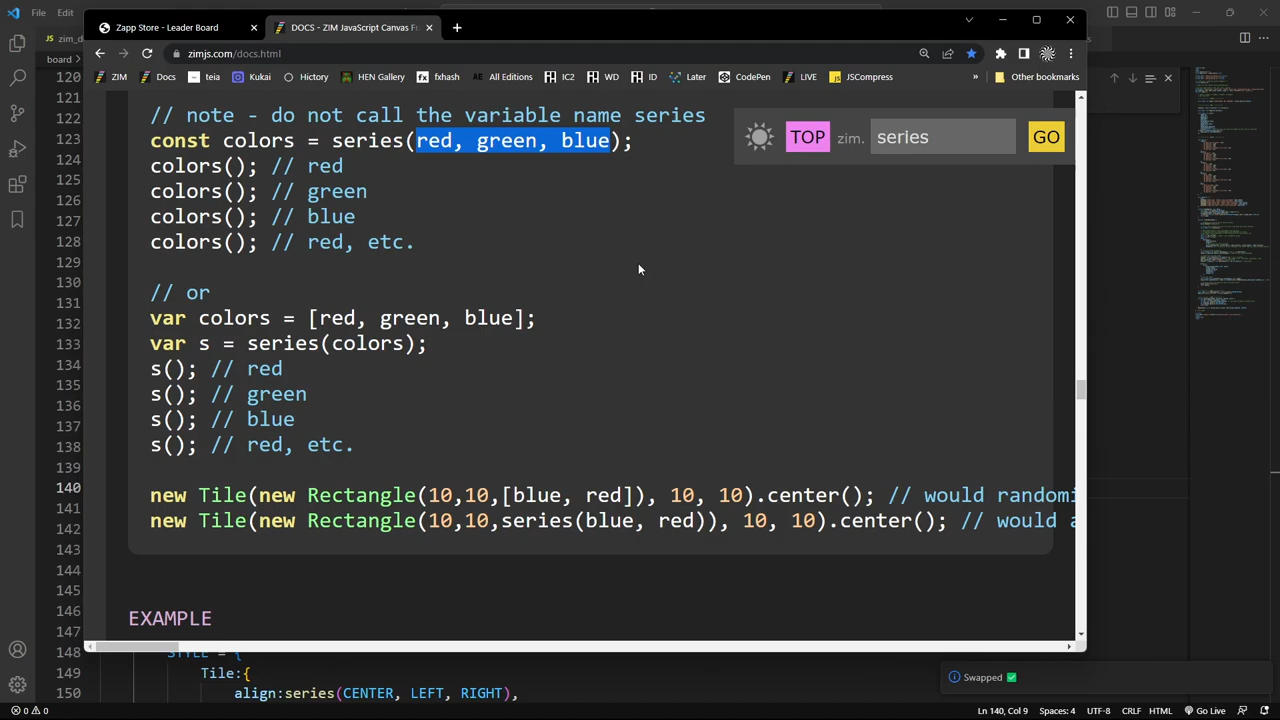 File
Edit
Zapp Store - Leader Board
DOCS - ZIM JavaScript Canvas Fr
zimjs.com/docs.html
ZIM
Docs
teia
Kukai
Hictory
HEN Gallery
fxhash
All Editions
IC2
WD
ID
Later
CodePen
LIVE
JSCompress
»
Other bookmarks
board
120
121
122
123
124
125
126
127
128
129
130
131
132
133
134
135
136
137
138
139
140
141
142
143
144
145
146
147
148
149
150
// note - do not call the variable name series
const colors = series(red, green, blue);
colors(); // red
colors(); // green
colors(); // blue
colors(); // red, etc.
TOP
zim.
series
GO
// or
var colors = [red, green, blue];
var s = series(colors);
s(); // red
s(); // green
s(); // blue
s(); // red, etc.
new Tile(new Rectangle(10,10,[blue, red]), 10, 10).center(); // would randomi
new Tile(new Rectangle(10,10,series(blue, red)), 10, 10).center(); // would a
EXAMPLE
STYLE = {
Tile:{
align:series(CENTER, LEFT, RIGHT),
Swapped
0 0
Ln 140, Col 9
Spaces: 4
UTF-8
CRLF
HTML
Go Live